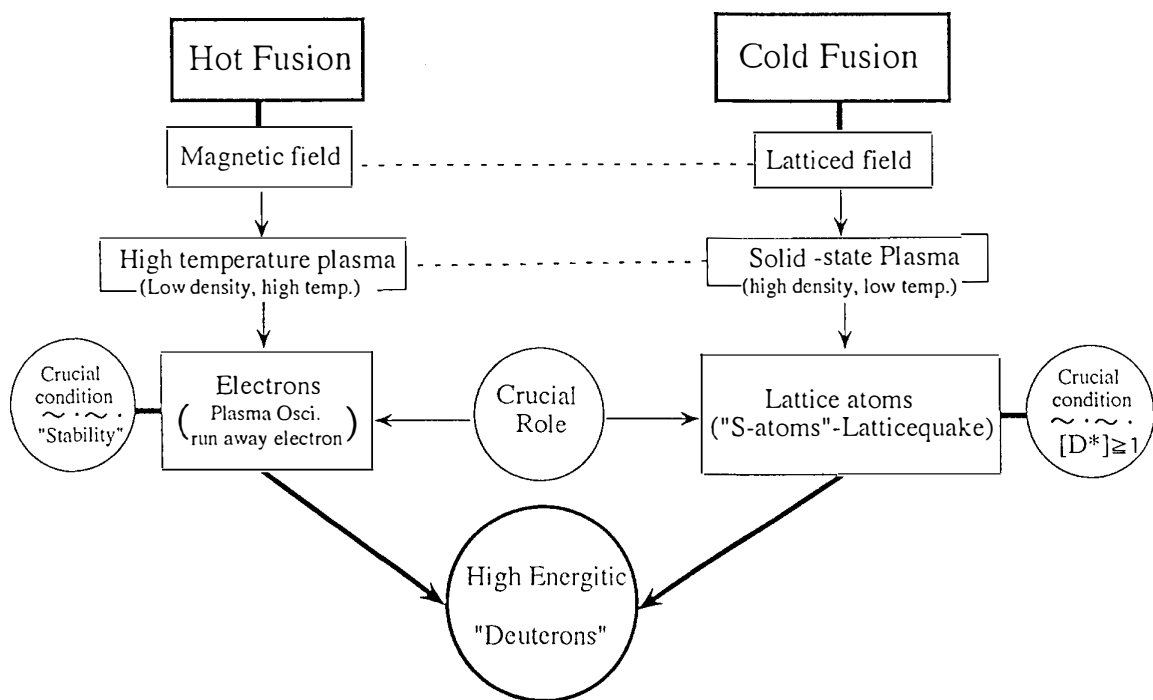 Hot Fusion
Cold Fusion
Magnetic field
Latticed field
High temperature plasma
(Low density, high temp.)
Solid -state Plasma
(high density, low temp.)
Crucial
condition
~ · ~ ·
"Stability"
Electrons
( Plasma Osci.
run away electron )
Crucial
Role
Lattice atoms
("S-atoms"-Latticequake)
Crucial
condition
~ · ~ ·
[D*]≧1
High Energitic
"Deuterons"